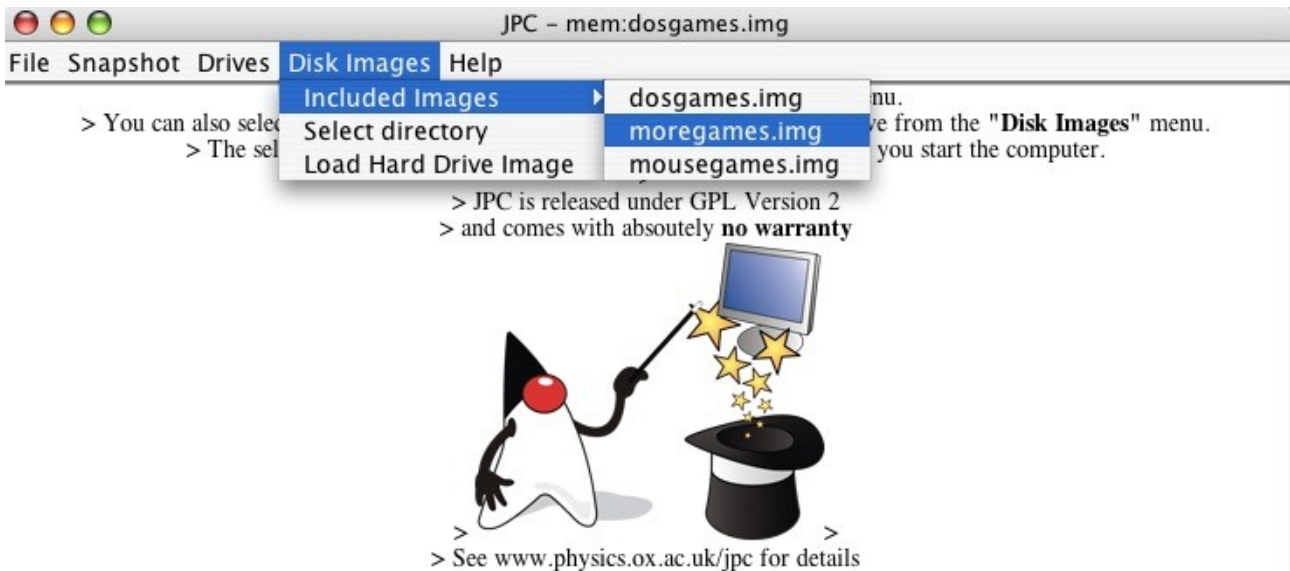 JPC – mem:dosgames.img
File Snapshot Drives Disk Images Help
Included Images dosgames.img nu.
> You can also selec Select directory moregames.img ve from the "Disk Images" menu.
> The sel Load Hard Drive Image mousegames.img you start the computer.
> JPC is released under GPL Version 2
> and comes with absoutely no warranty
> >
> See www.physics.ox.ac.uk/jpc for details